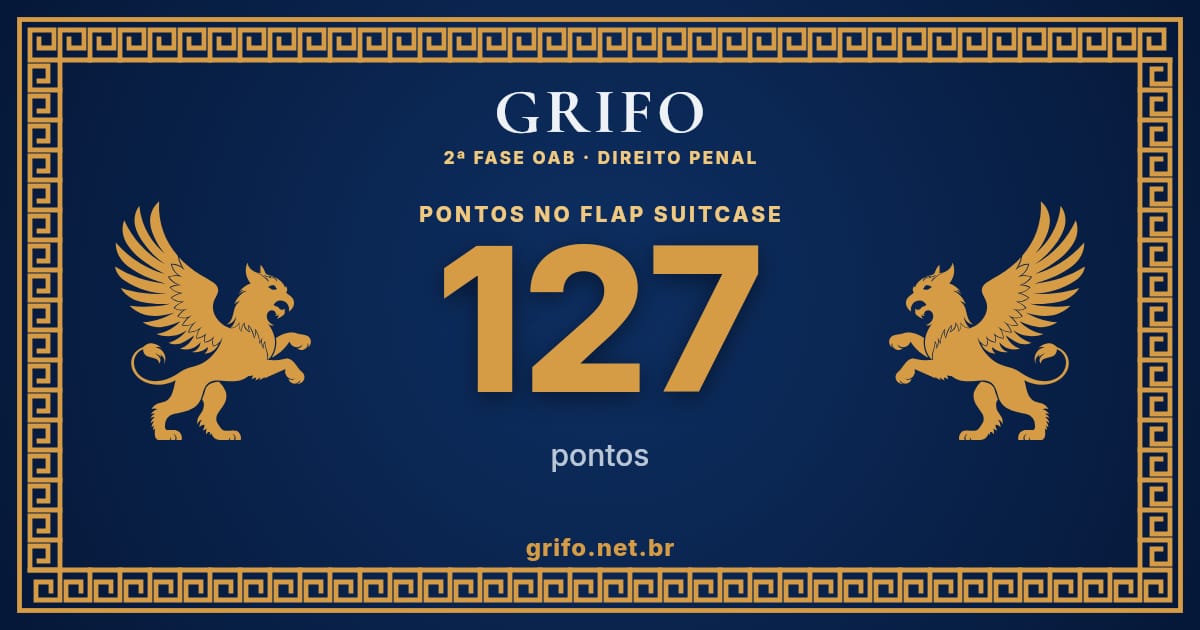 GRIFO
2ª FASE OAB · DIREITO PENAL
PONTOS NO FLAP SUITCASE
127
pontos
grifo.net.br